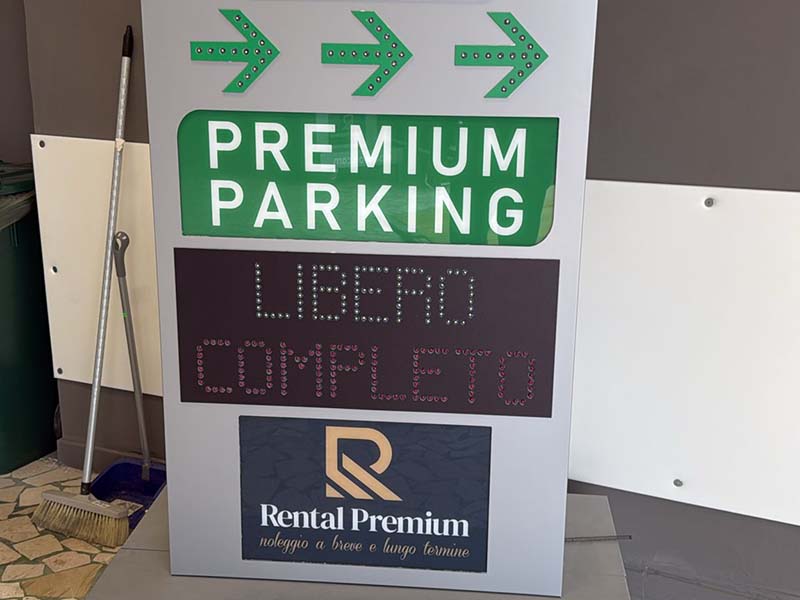 PREMIUM
PARKING
LIBERO
COMPLETO
R
Rental Premium
noleggio a breve e lungo termine